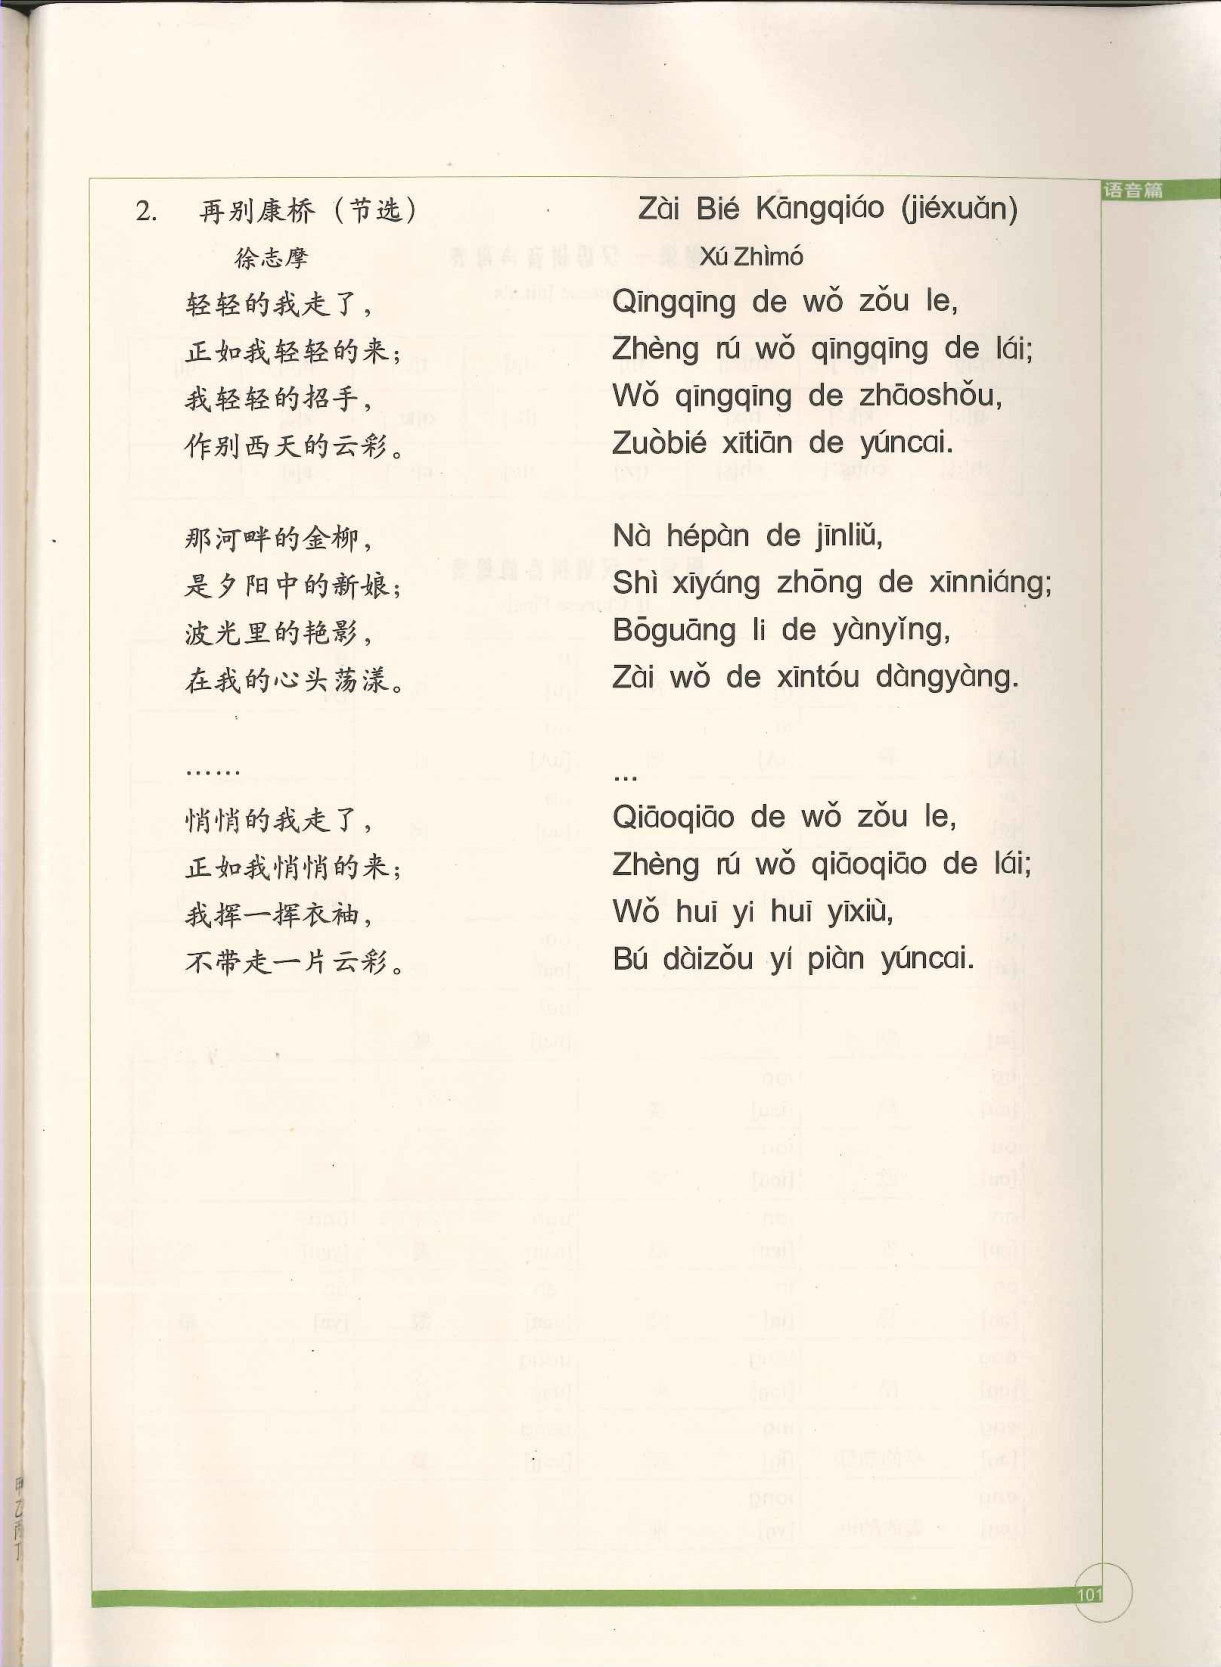 语音篇
2. 再别康桥（节选） Zài Bié Kāngqiáo (jiéxuǎn)
徐志摩 Xú Zhìmó
轻轻的我走了， Qīngqīng de wǒ zǒu le,
正如我轻轻的来； Zhèng rú wǒ qīngqīng de lái;
我轻轻的招手， Wǒ qīngqīng de zhāoshǒu,
作别西天的云彩。 Zuòbié xītiān de yúncai.
那河畔的金柳， Nà hépàn de jīnliǔ,
是夕阳中的新娘； Shì xīyáng zhōng de xīnniáng;
波光里的艳影， Bōguāng li de yànyǐng,
在我的心头荡漾。 Zài wǒ de xīntóu dàngyàng.
…… ...
悄悄的我走了， Qiāoqiāo de wǒ zǒu le,
正如我悄悄的来； Zhèng rú wǒ qiāoqiāo de lái;
我挥一挥衣袖， Wǒ huī yi huī yīxiù,
不带走一片云彩。 Bú dàizǒu yí piàn yúncai.
甲乙丙丁
101